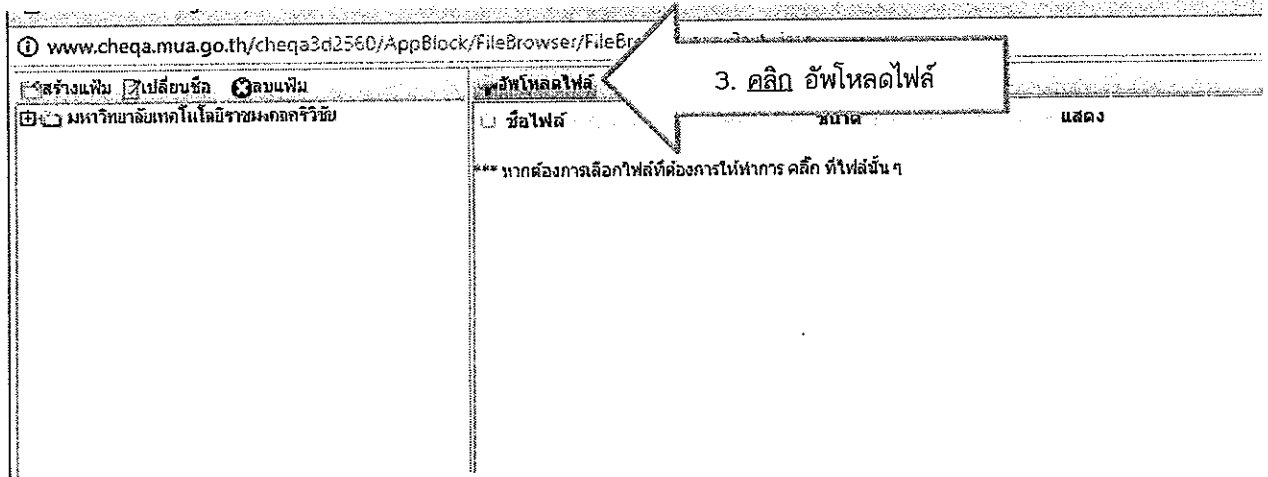 www.cheqa.mua.go.th/cheqa3d2560/AppBlock/FileBrowser/FileBr
สร้างแฟ้ม เปลี่ยนชื่อ ลบแฟ้ม
มหาวิทยาลัยเทคโนโลยีราชมงคลศรีวิชัย
อัพโหลดไฟล์
3. คลิก อัพโหลดไฟล์
ชื่อไฟล์ ขนาด แสดง
*** หากต้องการเลือกไฟล์ที่ต้องการให้ทำการ คลิ๊ก ที่ไฟล์นั้น ๆ